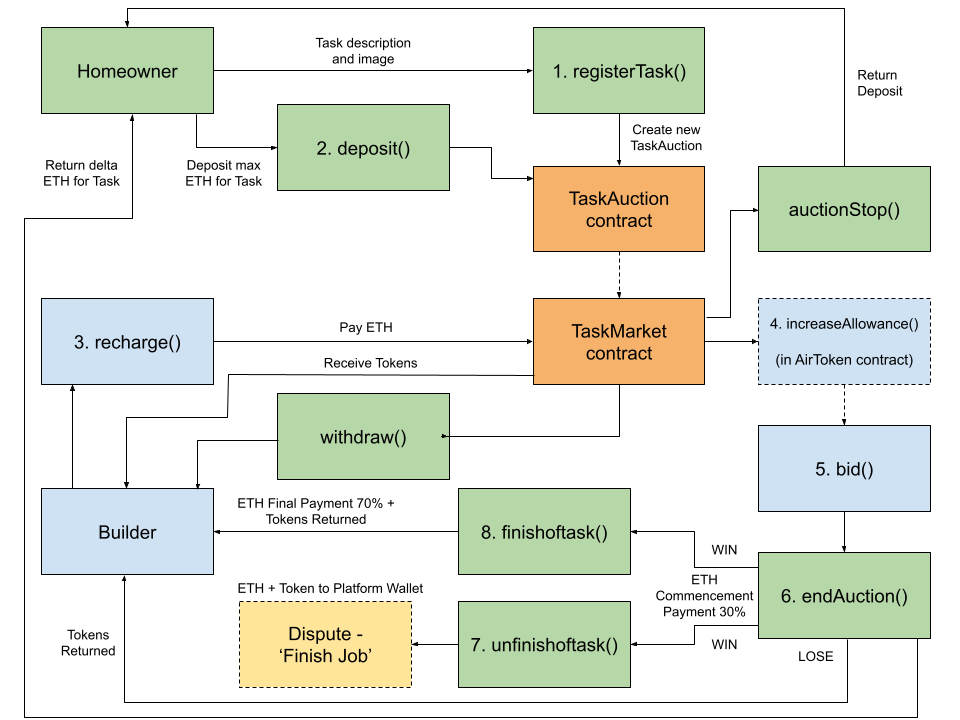 Homeowner
Task description
and image
1. registerTask()
Return
Deposit
Create new
TaskAuction
2. deposit()
Return delta
ETH for Task
Deposit max
ETH for Task
TaskAuction
contract
auctionStop()
3. recharge()
Pay ETH
TaskMarket
contract
4. increaseAllowance()
(in AirToken contract)
Receive Tokens
withdraw()
5. bid()
Builder
ETH Final Payment 70% +
Tokens Returned
8. finishoftask()
WIN
ETH
Commencement
Payment 30%
6. endAuction()
ETH + Token to Platform Wallet
Dispute -
‘Finish Job’
7. unfinishoftask()
WIN
LOSE
Tokens
Returned